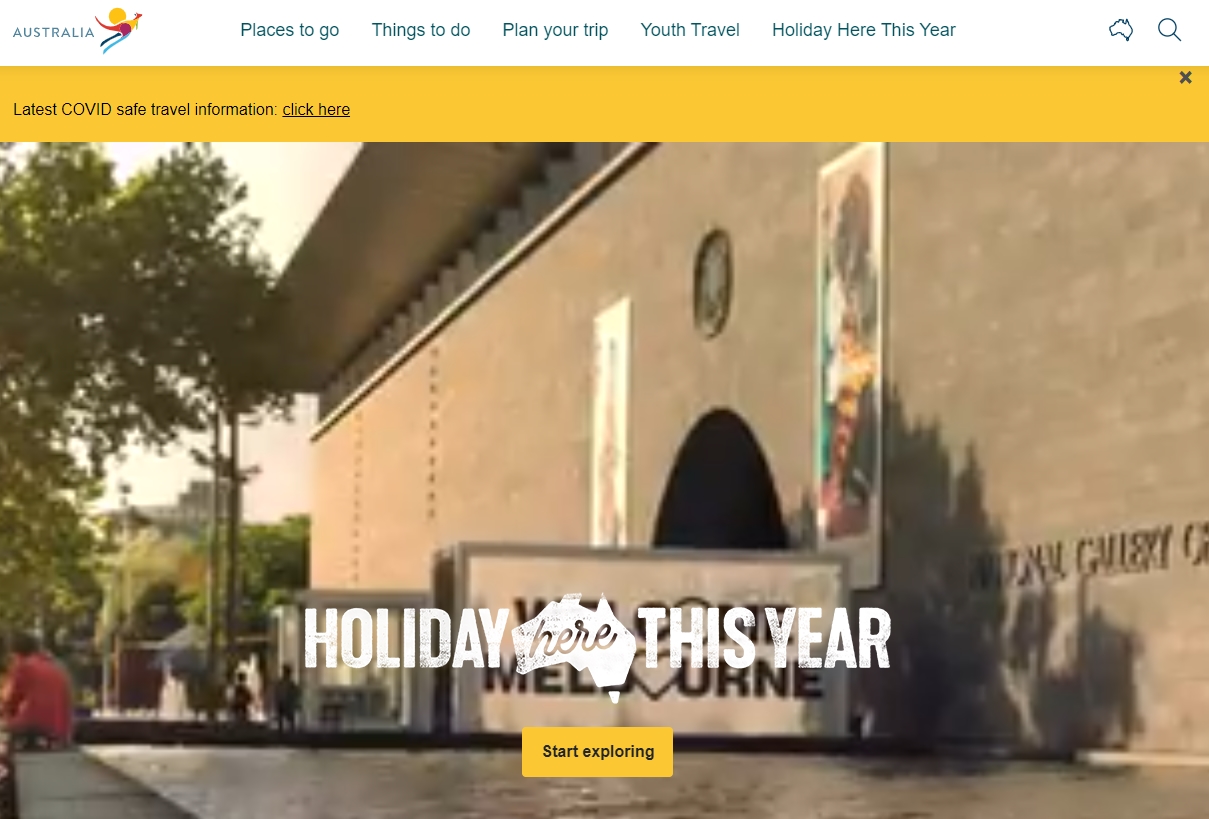 AUSTRALIA
Places to go
Things to do
Plan your trip
Youth Travel
Holiday Here This Year
Latest COVID safe travel information: click here
NATIONAL GALLERY OF
HOLIDAY here THIS YEAR
MELBOURNE
Start exploring